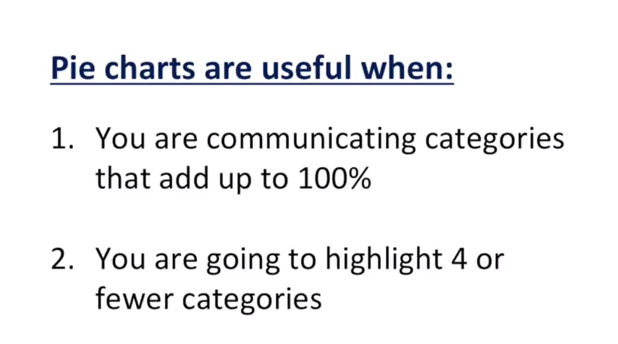 Pie charts are useful when:
1. You are communicating categories
that add up to 100%
2. You are going to highlight 4 or
fewer categories